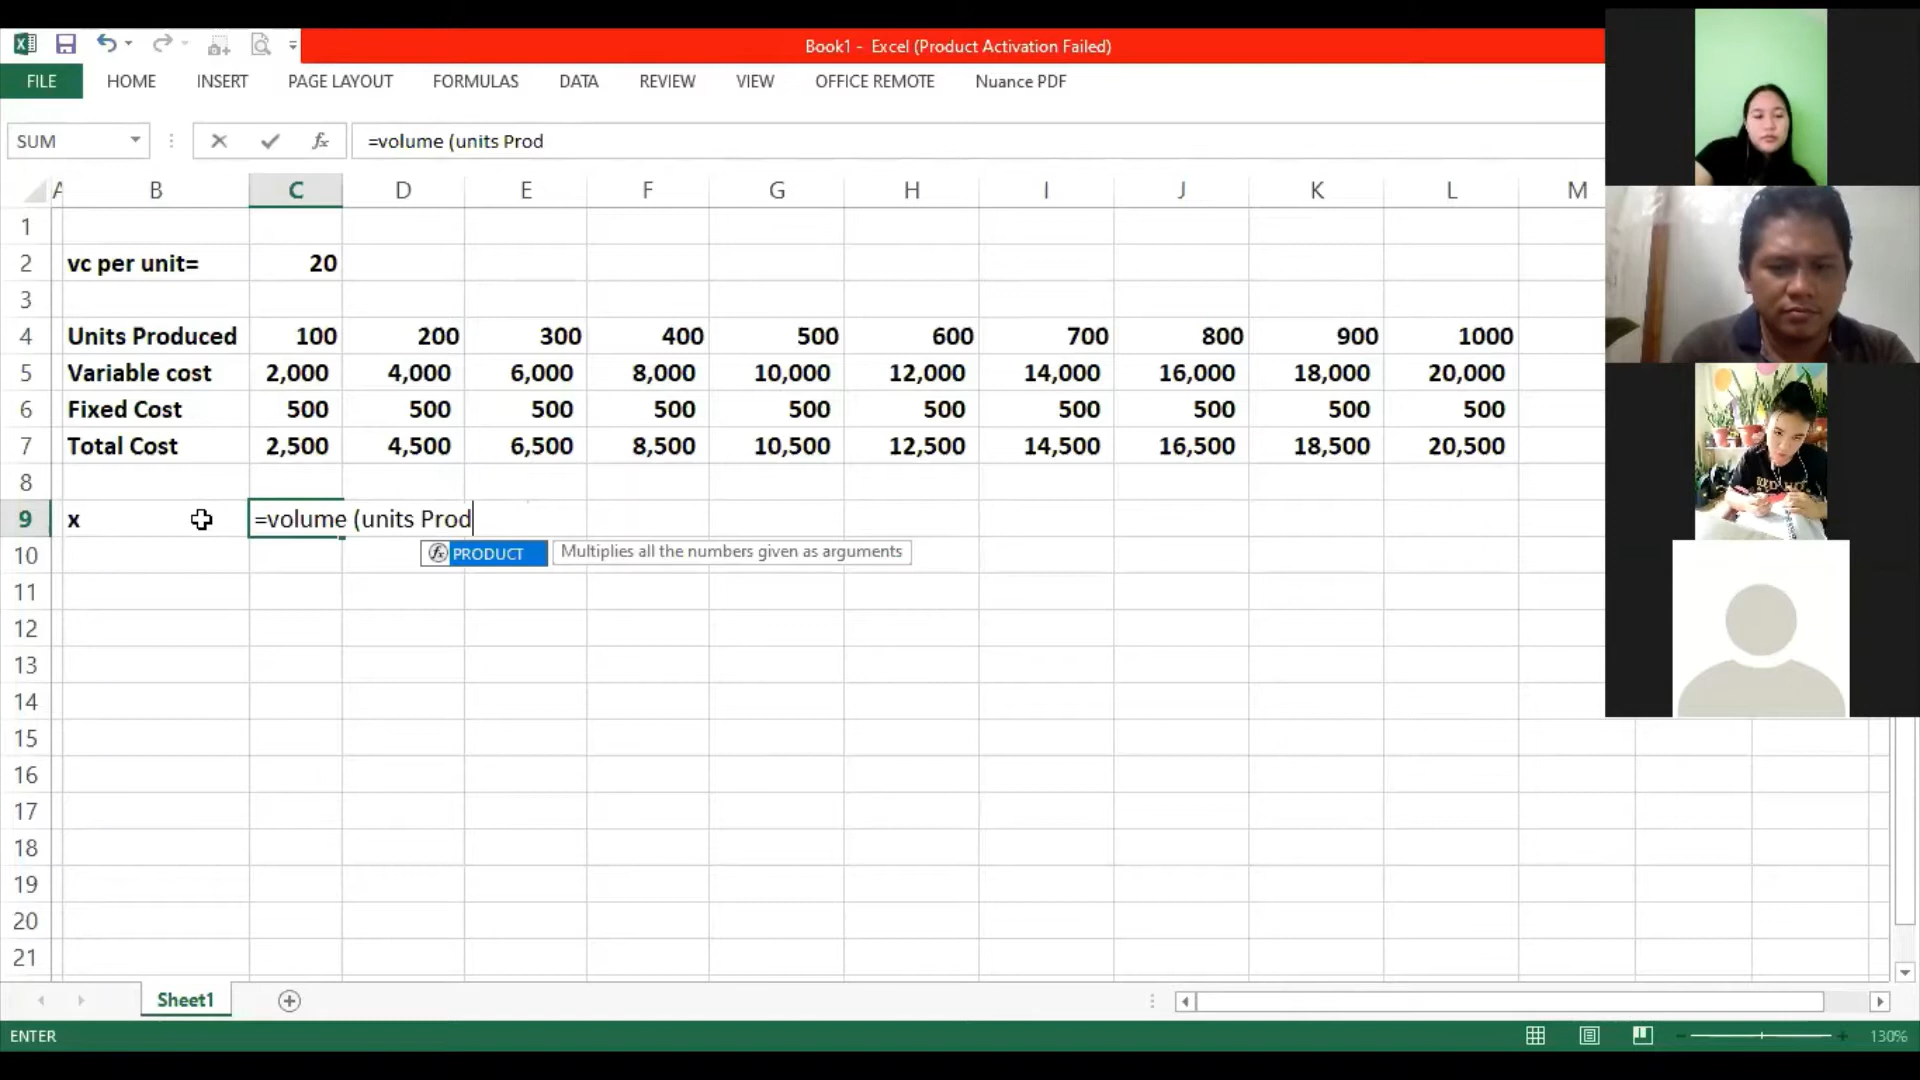 Book1 - Excel (Product Activation Failed)
FILE HOME INSERT PAGE LAYOUT FORMULAS DATA REVIEW VIEW OFFICE REMOTE Nuance PDF
SUM fx =volume (units Prod
A B C D E F G H I J K L M
1
2 vc per unit= 20
3
4 Units Produced 100 200 300 400 500 600 700 800 900 1000
5 Variable cost 2,000 4,000 6,000 8,000 10,000 12,000 14,000 16,000 18,000 20,000
6 Fixed Cost 500 500 500 500 500 500 500 500 500 500
7 Total Cost 2,500 4,500 6,500 8,500 10,500 12,500 14,500 16,500 18,500 20,500
8
9 x =volume (units Prod
10 fx PRODUCT Multiplies all the numbers given as arguments
11
12
13
14
15
16
17
18
19
20
21
Sheet1
ENTER 130%